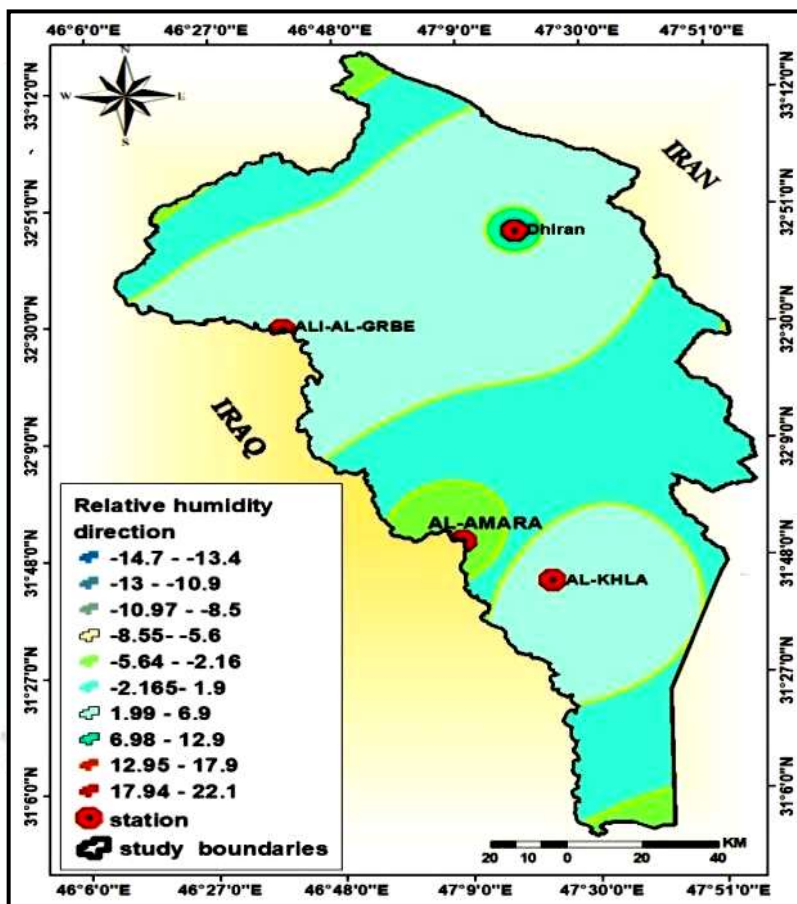 46°6'0"E 46°27'0"E 46°48'0"E 47°9'0"E 47°30'0"E 47°51'0"E
N
W E
S
33°12'0"N
33°12'0"N
IRAN
32°51'0"N
32°51'0"N
Dhiran
32°30'0"N
ALI-AL-GRBE
32°30'0"N
IRAQ
32°9'0"N
32°9'0"N
Relative humidity
direction
-14.7 - -13.4
-13 - -10.9
-10.97 - -8.5
-8.55- -5.6
-5.64 - -2.16
-2.165- 1.9
1.99 - 6.9
6.98 - 12.9
12.95 - 17.9
17.94 - 22.1
station
study boundaries
AL-AMARA
31°48'0"N
31°48'0"N
AL-KHLA
31°27'0"N
31°27'0"N
31°6'0"N
31°6'0"N
KM
20 10 0 20 40
46°6'0"E 46°27'0"E 46°48'0"E 47°9'0"E 47°30'0"E 47°51'0"E